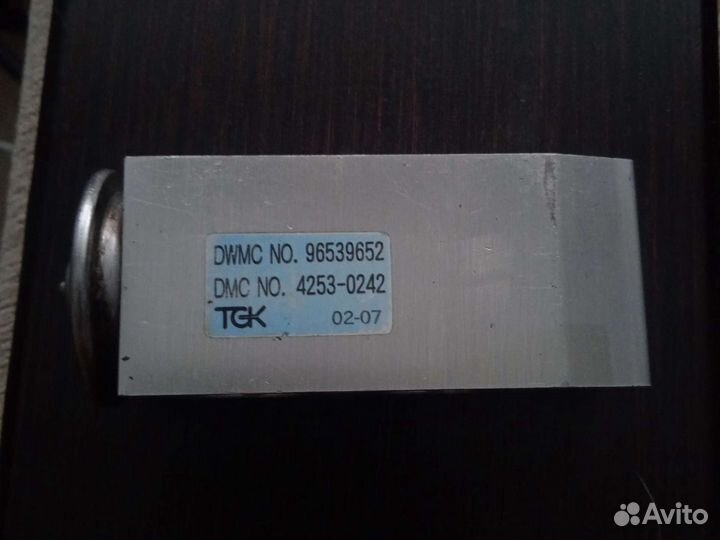 DWMC NO. 96539652
DMC NO. 4253-0242
TGK 02-07
Avito